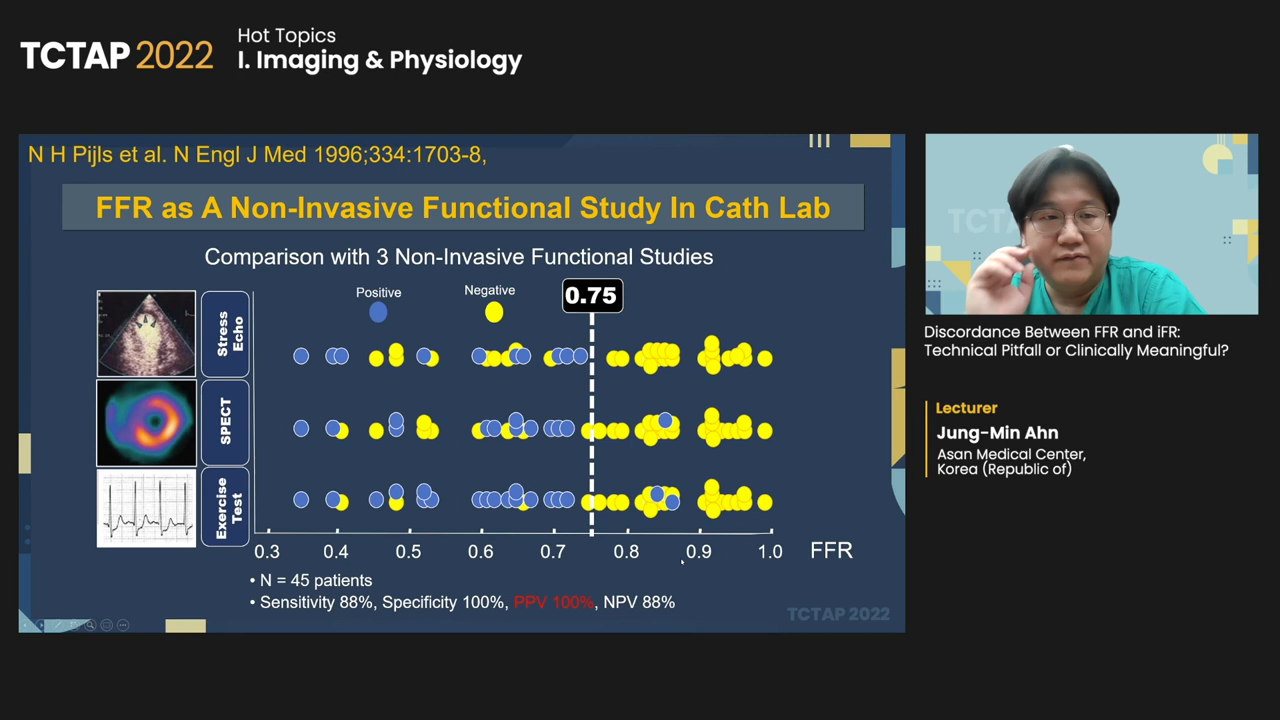 TCTAP 2022
Hot Topics
I. Imaging & Physiology
N H Pijls et al. N Engl J Med 1996;334:1703-8,
FFR as A Non-Invasive Functional Study In Cath Lab
Comparison with 3 Non-Invasive Functional Studies
Positive
Negative
0.75
Stress
Echo
SPECT
Exercise
Test
0.3 0.4 0.5 0.6 0.7 0.8 0.9 1.0 FFR
• N = 45 patients
• Sensitivity 88%, Specificity 100%, PPV 100%, NPV 88%
TCTAP 2022
Discordance Between FFR and iFR:
Technical Pitfall or Clinically Meaningful?
Lecturer
Jung-Min Ahn
Asan Medical Center,
Korea (Republic of)